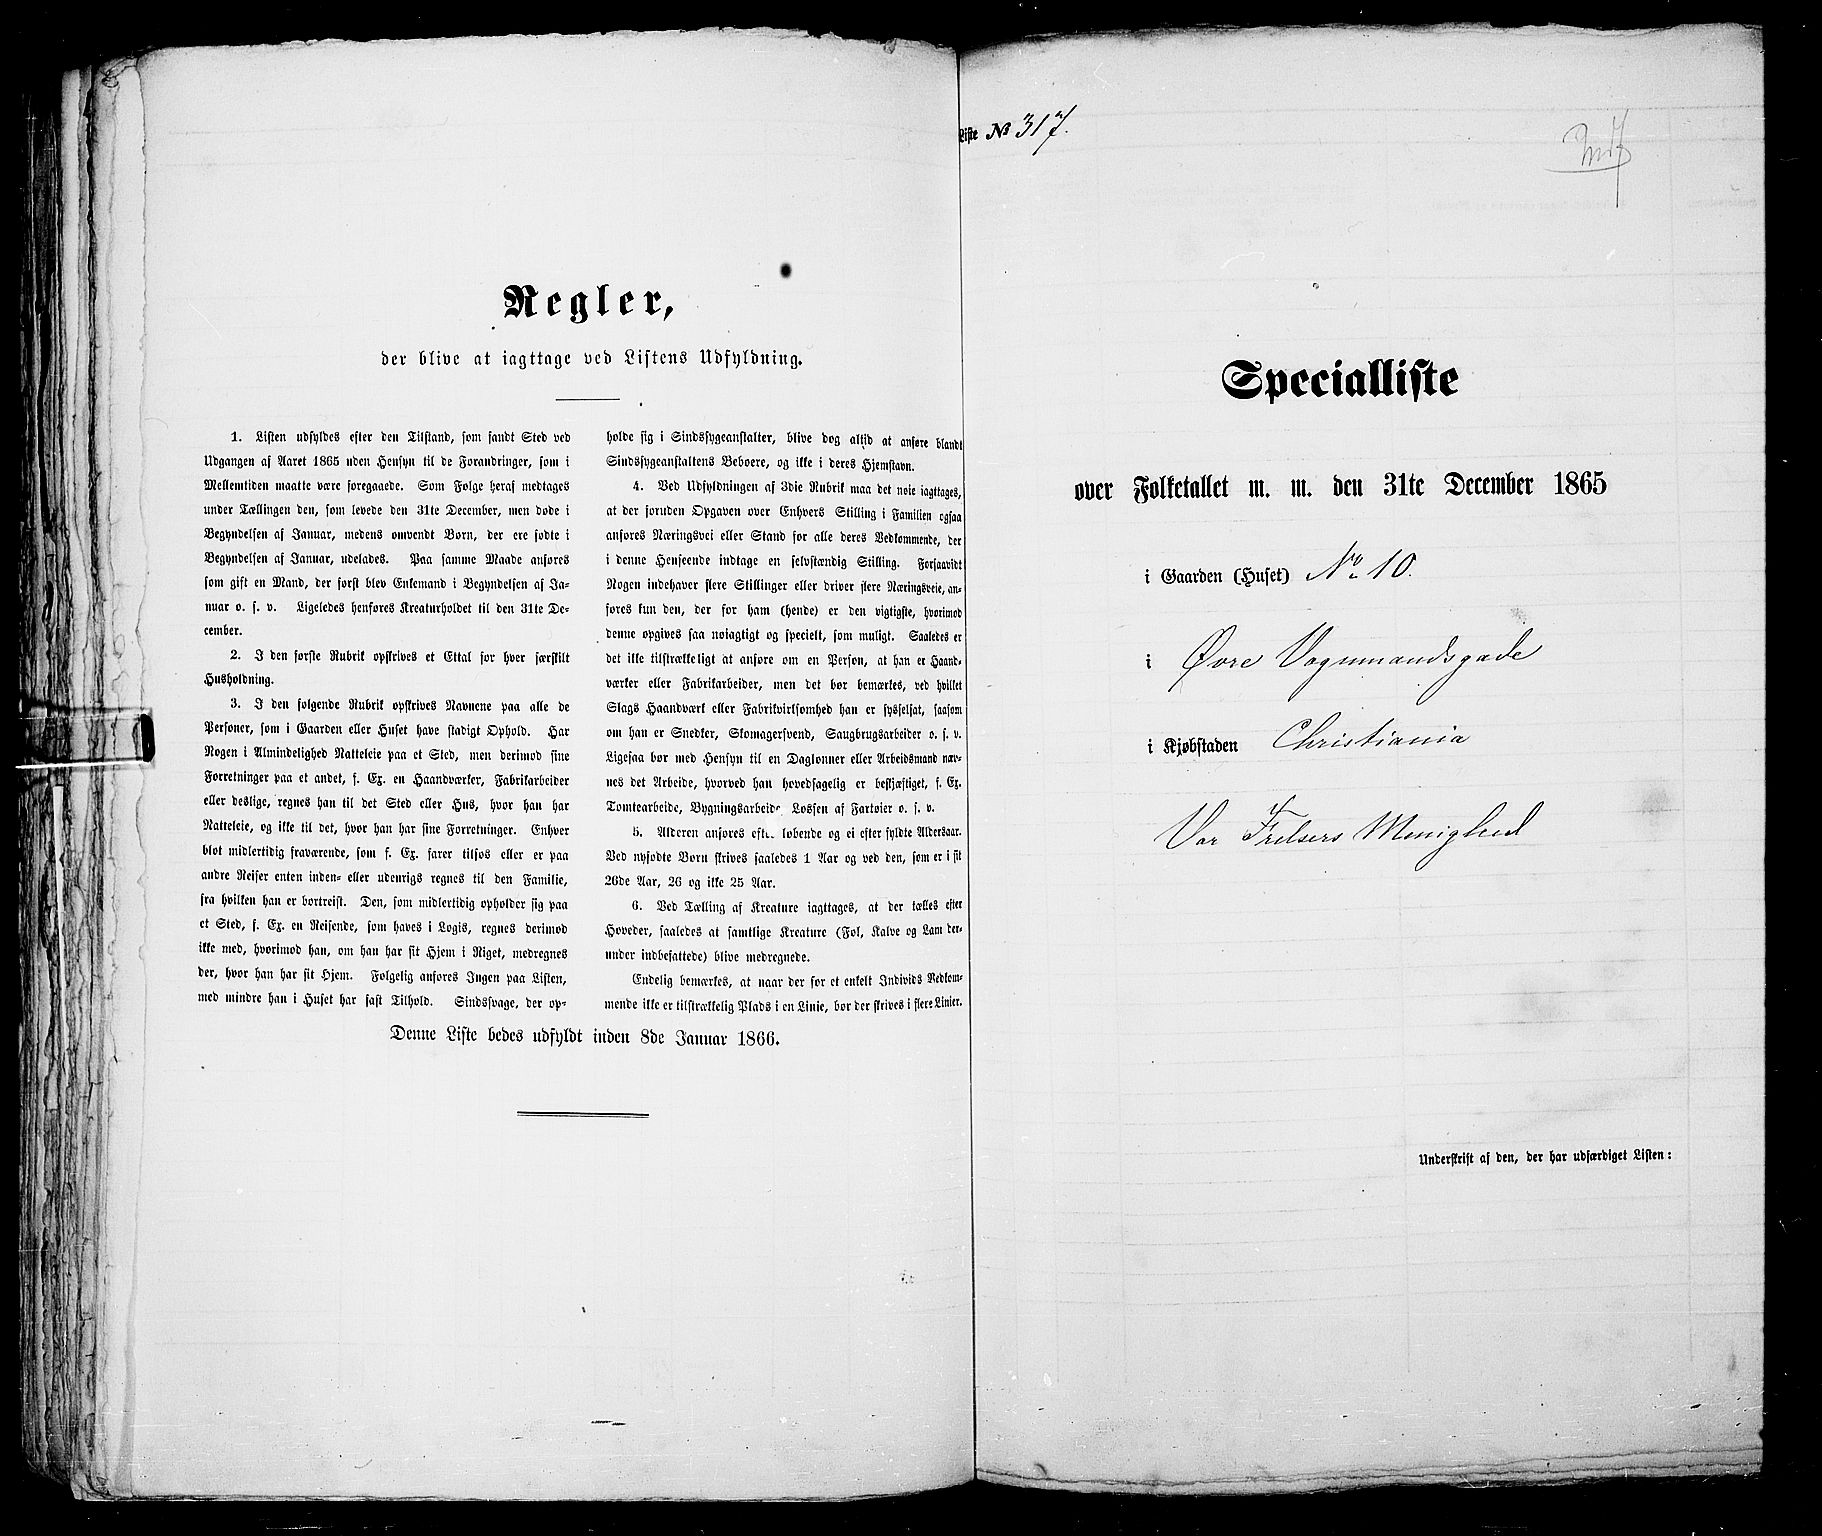 Regler,
der blive at iagttage ved Listens Udfyldning.
1. Listen udfyldes efter den Tilstand, som fandt Sted ved
Udgangen af Aaret 1865 uden Hensyn til de Forandringer, som i
Mellemtiden maatte være foregaaede. Som Følge heraf medtages
under Tællingen den, som levede den 31te December, men døde i
Begyndelsen af Januar, medens omvendt Børn, der ere fødte i
Begyndelsen af Januar, udelades. Paa samme Maade anføres
som gift en Mand, der først blev Enkemand i Begyndelsen af Ja-
nuar o. s. v. Ligeledes henføres Kreaturholdet til den 31te De-
cember.
2. I den første Rubrik opskrives et Ettal for hver særskilt
Husholdning.
3. I den følgende Rubrik opskrives Navnene paa alle de
Personer, som i Gaarden eller Huset have stadigt Ophold. Har
Nogen i Almindelighed Natteleie paa et Sted, men derimod sine
Forretninger paa et andet, f. Ex. en Haandværker, Fabrikarbeider
eller deslige, regnes han til det Sted eller Hus, hvor han har
Natteleie, og ikke til det, hvor han har sine Forretninger. Enhver
blot midlertidig fraværende, som f. Ex. farer tilsøs eller er paa
andre Reiser enten inden- eller udenrigs regnes til den Familie,
fra hvilken han er bortreist. Den, som midlertidig opholder sig paa
et Sted, f. Ex. en Reisende, som haves i Logis, regnes derimod
ikke med, hvorimod han, om han har sit Hjem i Riget, medregnes
der, hvor han har sit Hjem. Følgelig anføres Ingen paa Listen,
med mindre han i Huset har fast Tilhold. Sindssvage, der op-
holde sig i Sindssygeanstalter, blive dog altid at anføre blandt
Sindssygeanstaltens Beboere, og ikke i deres Hjemstavn.
4. Ved Udfyldningen af 3die Rubrik maa det nøie iagttages,
at der foruden Opgaven over Enhvers Stilling i Familien ogsaa
anføres Næringsvei eller Stand for alle deres Vedkommende, der
i denne Henseende indtage en selvstændig Stilling. Forsaavidt
Nogen indehaver flere Stillinger eller driver flere Næringsveie, an-
føres kun den, der for ham (hende) er den vigtigste, hvorimod
denne opgives saa nøiagtigt og specielt, som muligt. Saaledes er
det ikke tilstrækkeligt at anføre om en Person, at han er Haand-
værker eller Fabrikarbeider, men det bør bemærkes, ved hvilket
Slags Haandværk eller Fabrikvirksomhed han er sysselsat, saasom
om han er Snedker, Skomagersvend, Saugbrugsarbeider o. s. v.
Ligesaa bør med Hensyn til en Daglønner eller Arbeidsmand næv-
nes det Arbeide, hvorved han hovedsagelig er beskjæftiget, f. Ex.
Tomtearbeide, Bygningsarbeide Lossen af Fartøier o. s. v.
5. Alderen anføres efter løbende og ei efter fyldte Aldersaar.
Ved nyfødte Børn skrives saaledes 1 Aar og ved den, som er i sit
26de Aar, 26 og ikke 25 Aar.
6. Ved Tælling af Kreature iagttages, at der tælles efter
Hoveder, saaledes at samtlige Kreature (Føl, Kalve og Lam der-
under indbefattede) blive medregnede.
Endelig bemærkes, at naar der for et enkelt Individs Vedkom-
mende ikke er tilstrækkelig Plads i en Linie, bør der skrives i flere Linier.
Denne Liste bedes udfyldt inden 8de Januar 1866.
Liste № 317.
Specialliste
over Folketallet m. m. den 31te December 1865
i Gaarden (Huset) No 10.
i Øvre Vognmandsgade
i Kjøbstaden Christiania
Vor Frelsers Menighed
Underskrift af den, der har udfærdiget Listen: